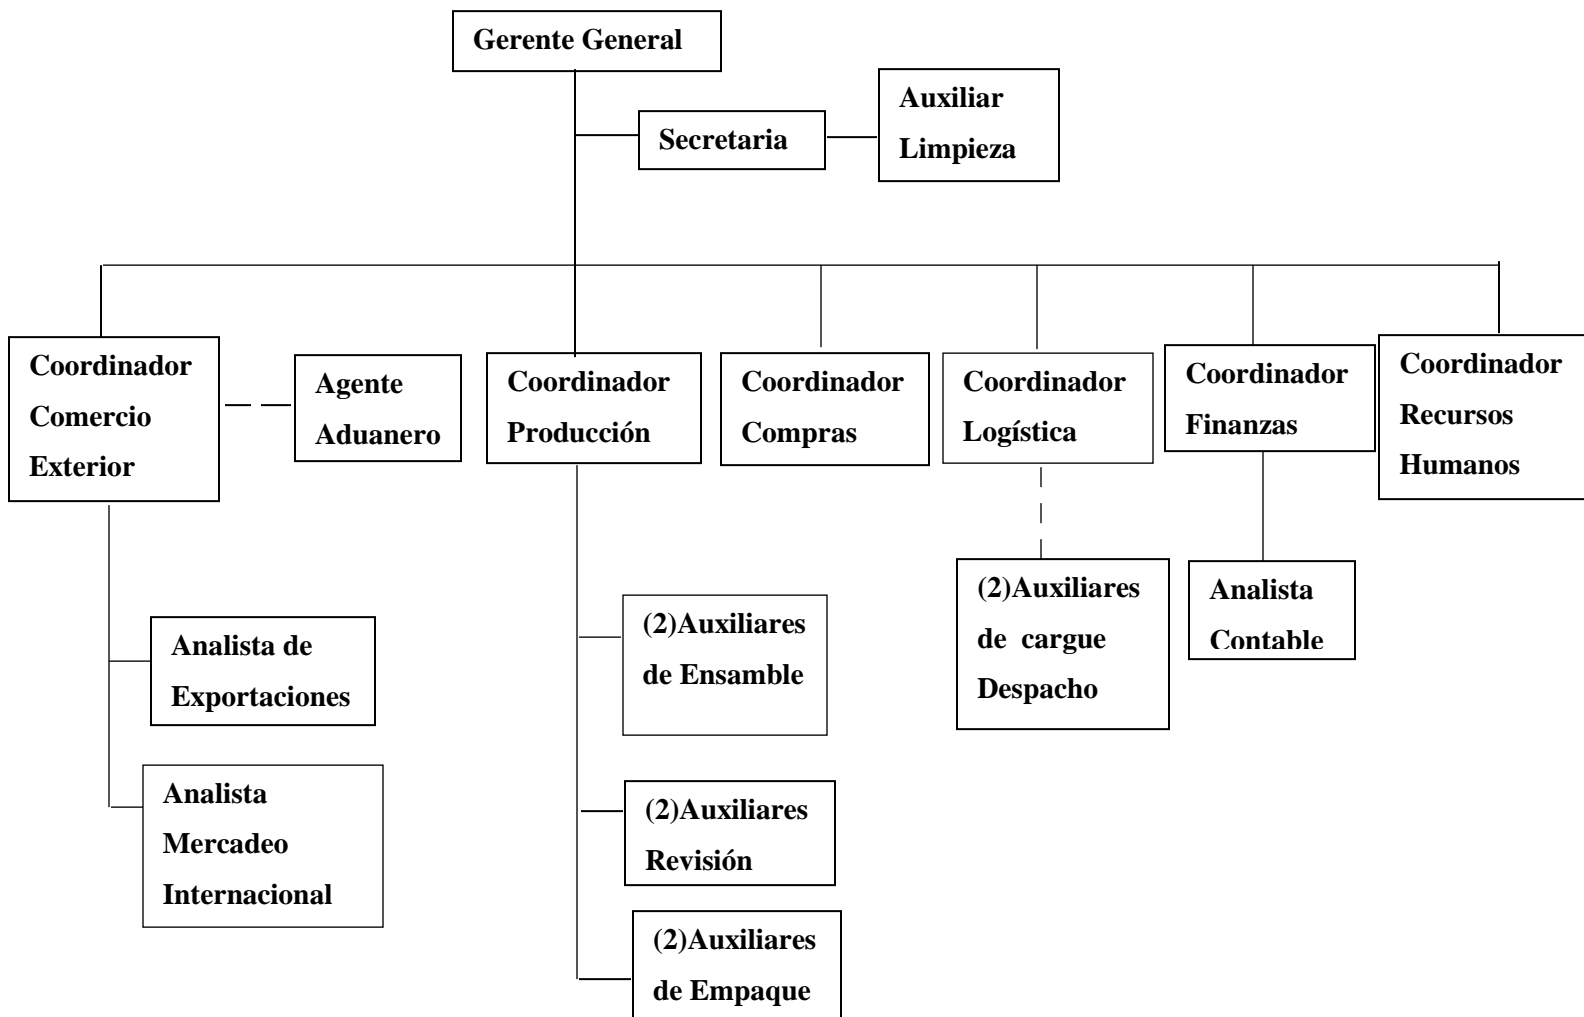 Gerente General
Auxiliar
Limpieza
Secretaria
Coordinador
Comercio
Exterior
Agente
Aduanero
Coordinador
Producción
Coordinador
Compras
Coordinador
Logística
Coordinador
Finanzas
Coordinador
Recursos
Humanos
Analista de
Exportaciones
Analista
Mercadeo
Internacional
(2)Auxiliares
de Ensamble
(2)Auxiliares
Revisión
(2)Auxiliares
de Empaque
(2)Auxiliares
de cargue
Despacho
Analista
Contable